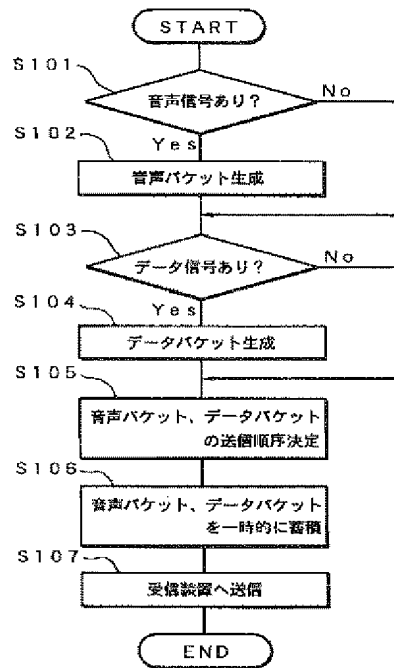 START
S101
音声信号あり？
No
Yes
S102
音声パケット生成
S103
データ信号あり？
No
Yes
S104
データパケット生成
S105
音声パケット、データパケット
の送信順序決定
S106
音声パケット、データパケット
を一時的に蓄積
S107
受信装置へ送信
END